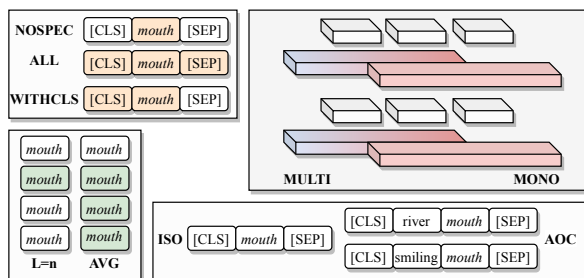 NOSPEC [CLS] mouth [SEP]
ALL [CLS] mouth [SEP]
WITHCLS [CLS] mouth [SEP]
mouth mouth
mouth mouth
mouth mouth
mouth mouth
L=n AVG
MULTI MONO
ISO [CLS] mouth [SEP]
[CLS] river mouth [SEP]
[CLS] smiling mouth [SEP]
AOC